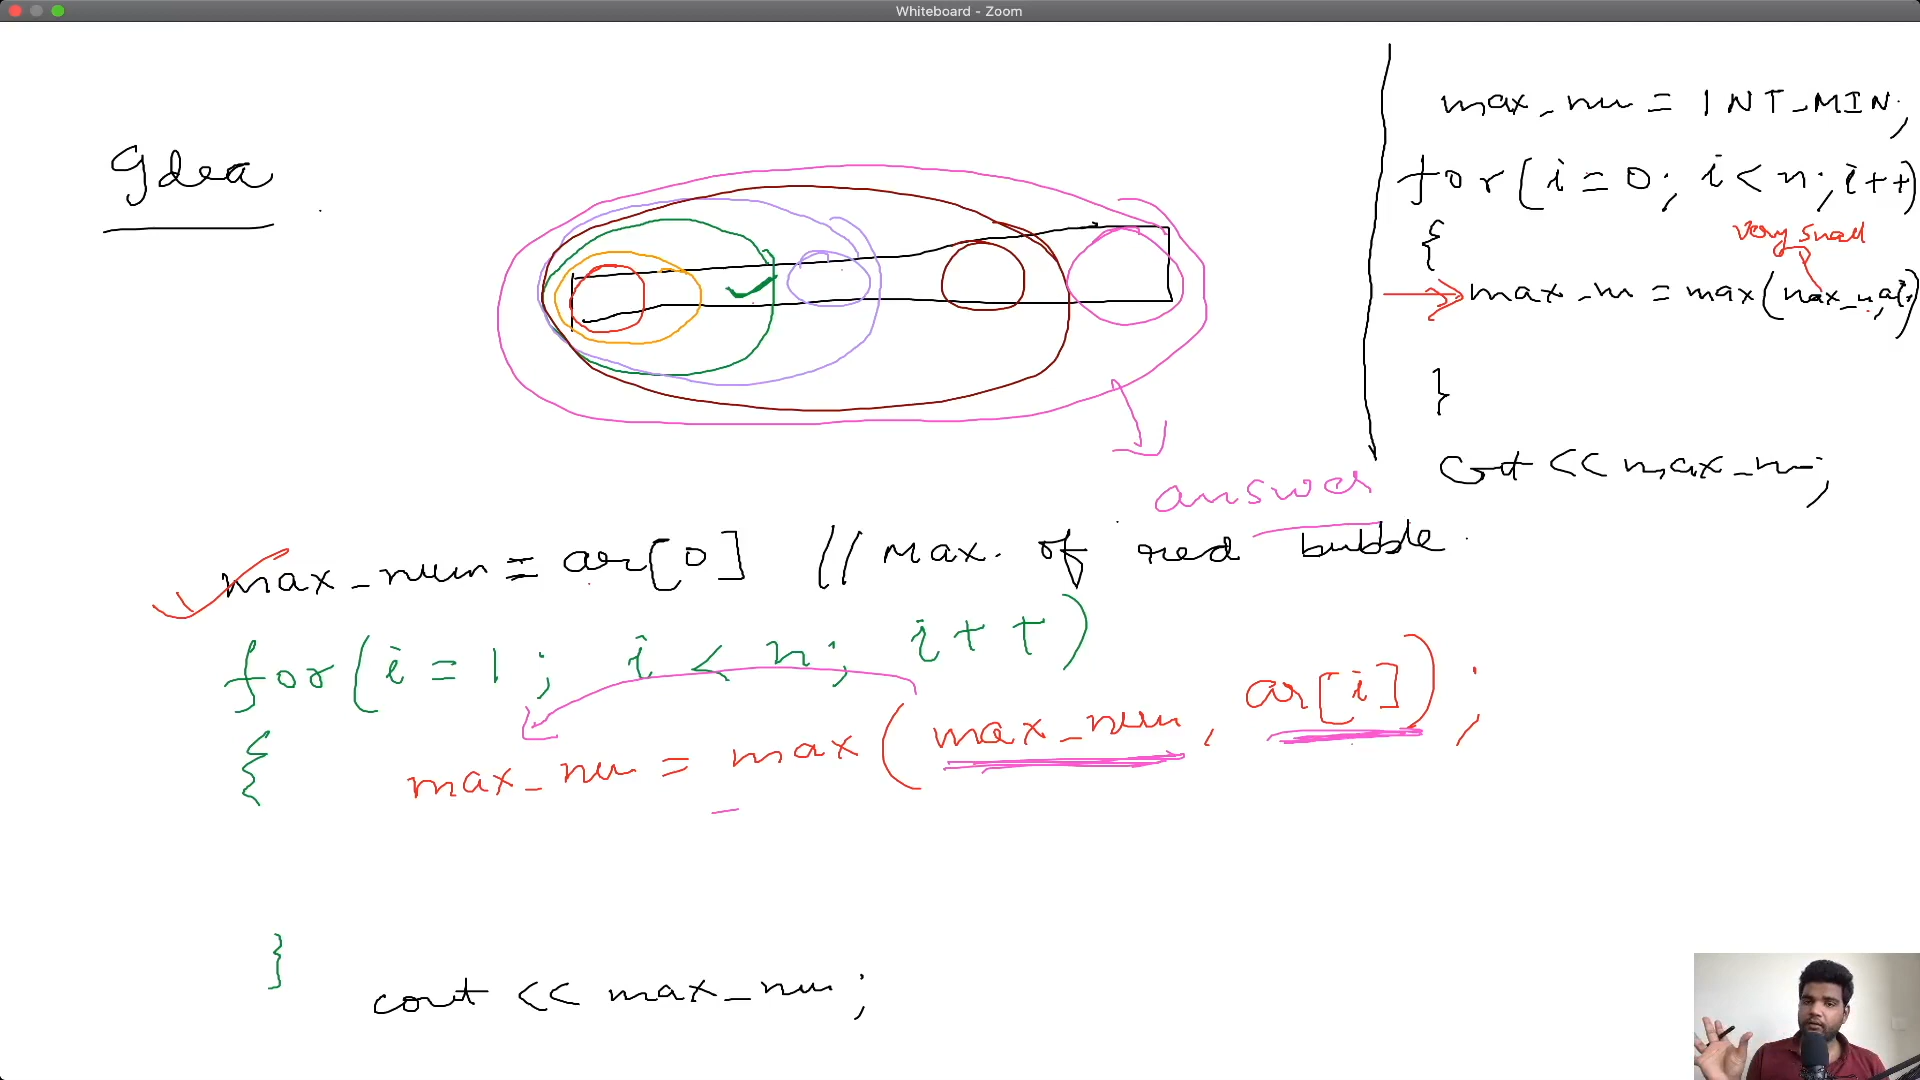 Whiteboard - Zoom
Idea
answer
max_num = ar[0] // Max. of red bubble.
for(i = 1; i < n; i++)
{
max_nu = max(max_num, ar[i]);
}
cout << max_nu;
max_nu = INT_MIN;
for(i = 0; i < n; i++)
{
very small
max_n = max(max_n, a[i])
}
cout << max_n;